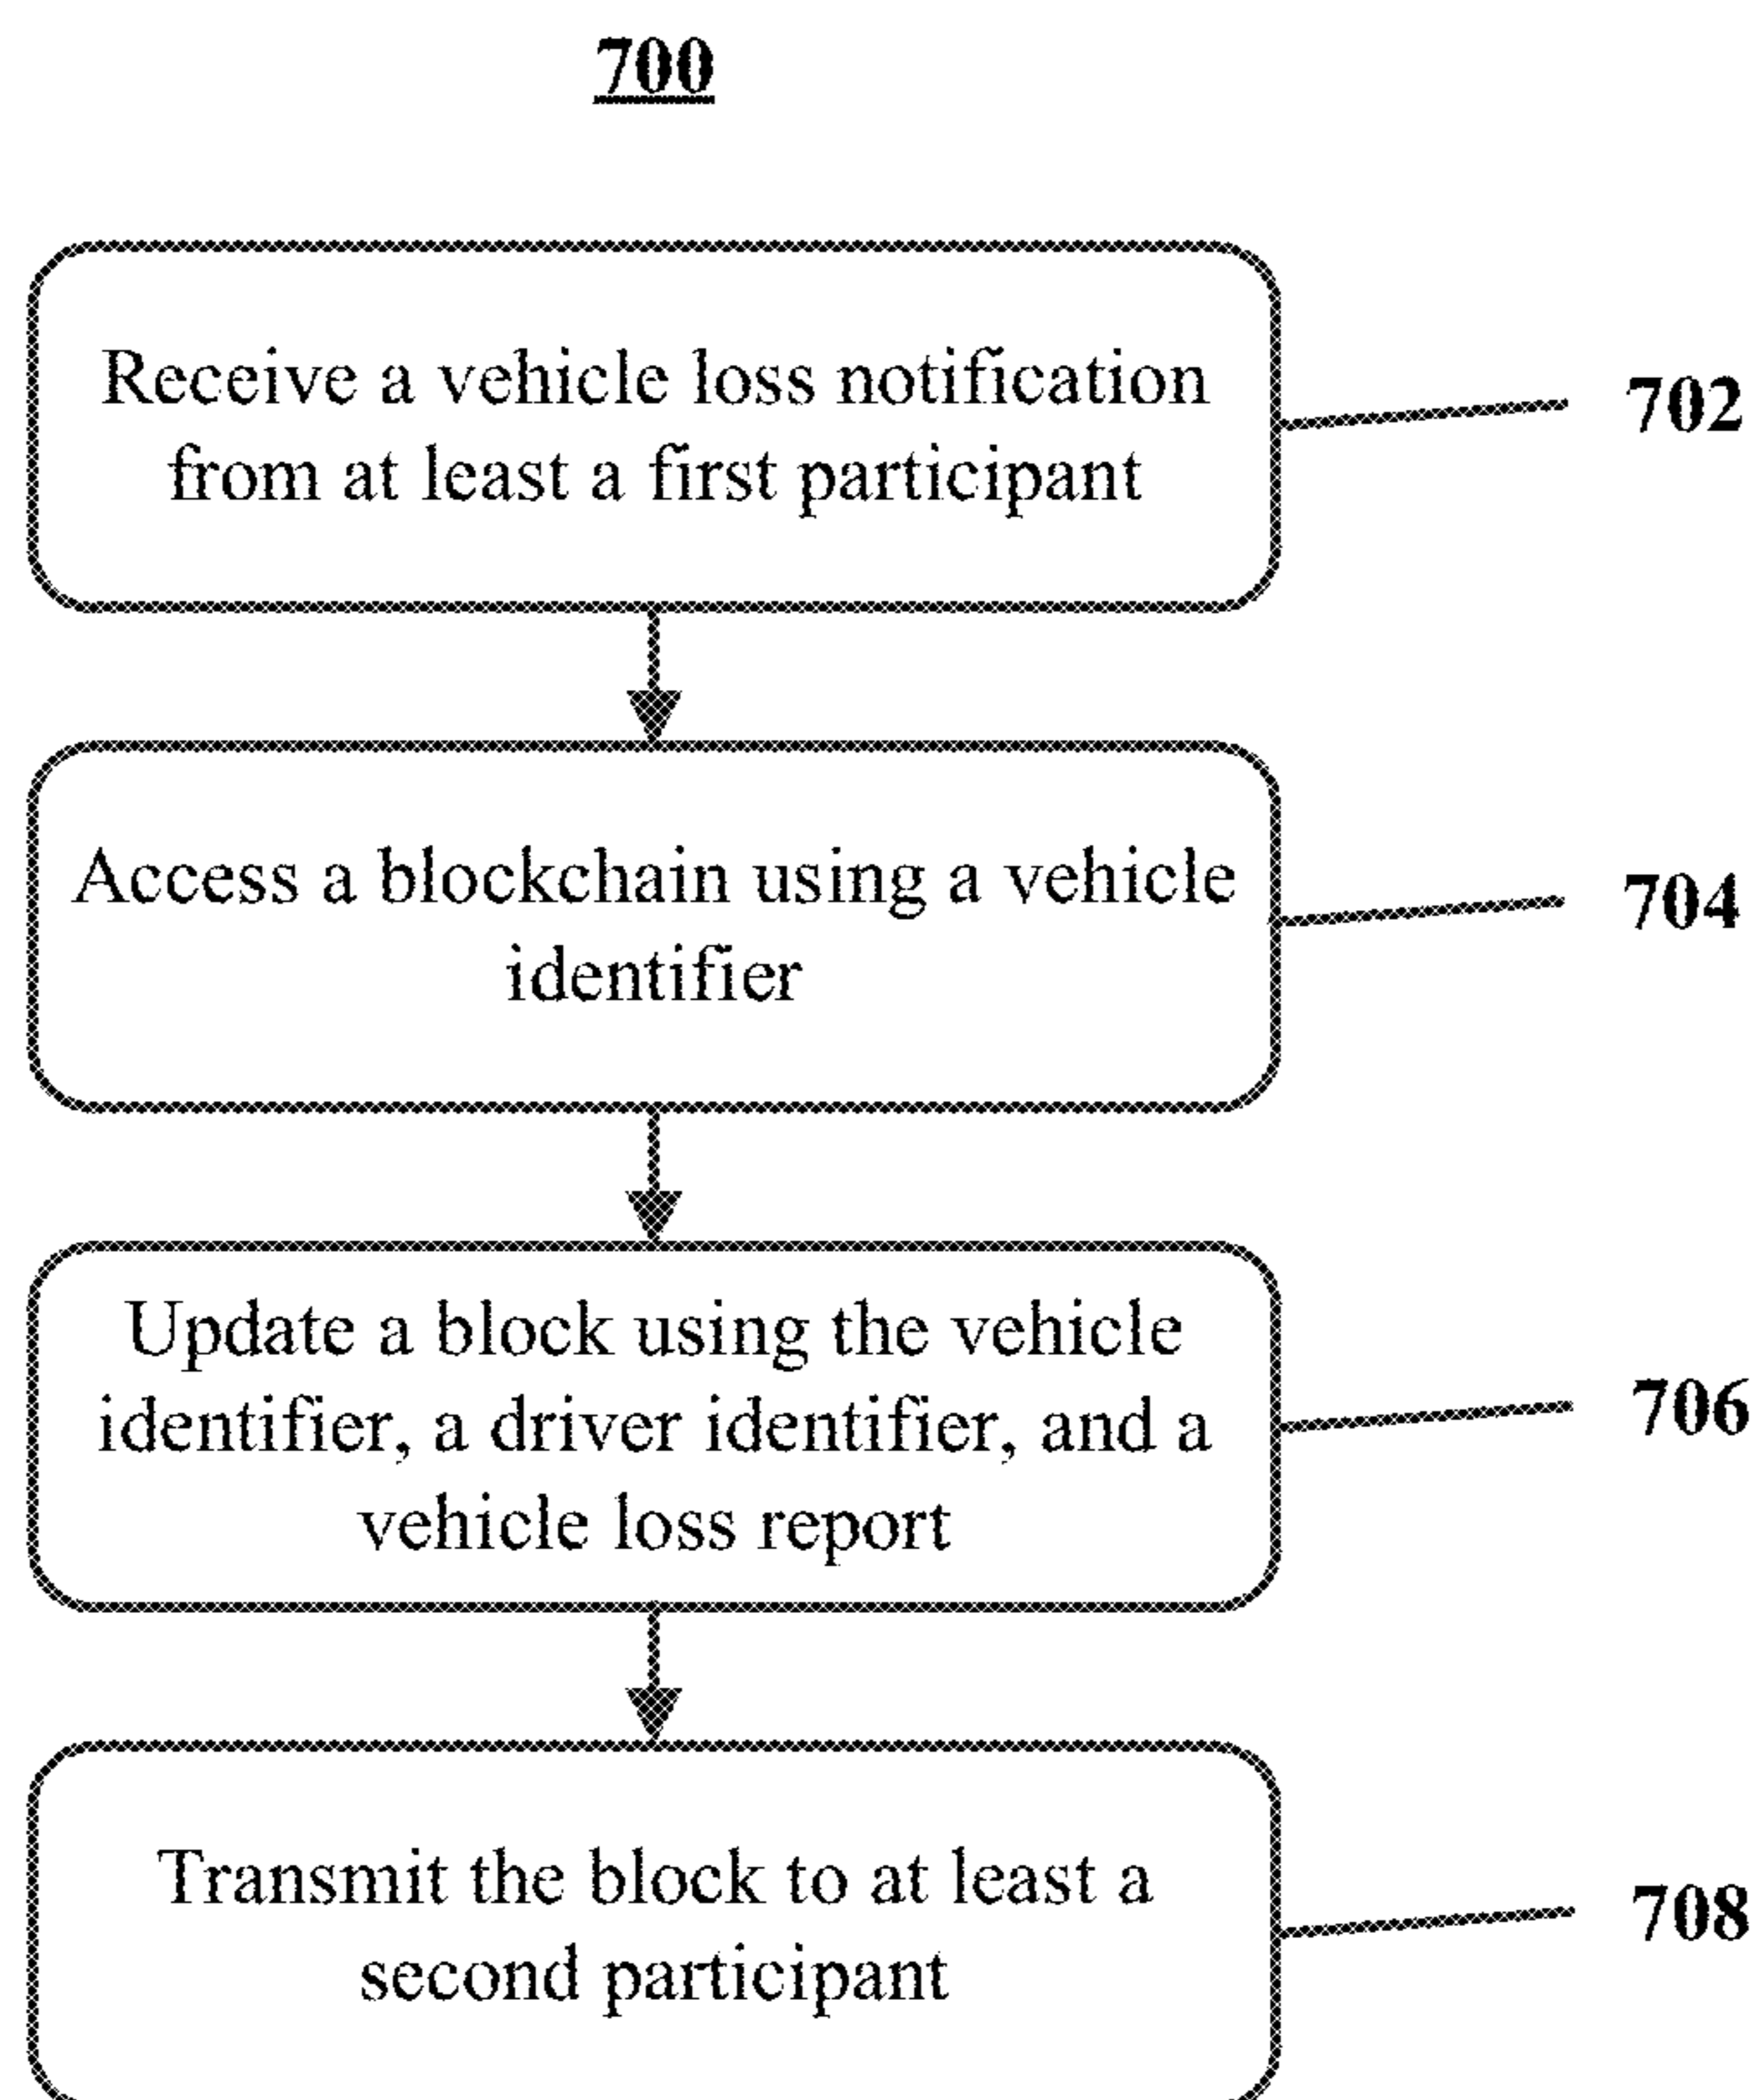 700
Receive a vehicle loss notification
from at least a first participant
702
Access a blockchain using a vehicle
identifier
704
Update a block using the vehicle
identifier, a driver identifier, and a
vehicle loss report
706
Transmit the block to at least a
second participant
708